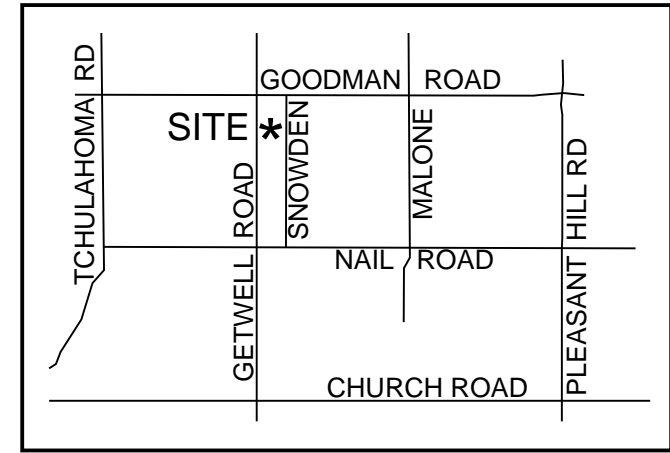 TCHULAHOMA RD
GOODMAN ROAD
SITE *
SNOWDEN
MALONE
GETWELL ROAD
PLEASANT HILL RD
NAIL ROAD
CHURCH ROAD